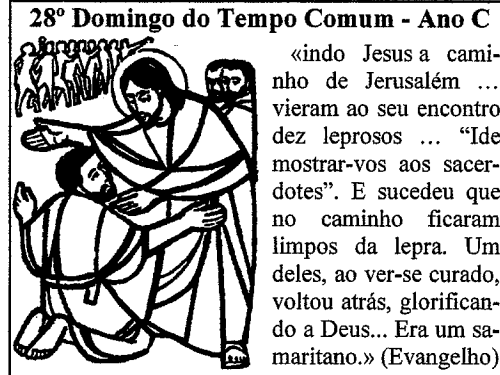 28º Domingo do Tempo Comum - Ano C
«indo Jesus a cami-
nho de Jerusalém ...
vieram ao seu encontro
dez leprosos ... “Ide
mostrar-vos aos sacer-
dotes”. E sucedeu que
no caminho ficaram
limpos da lepra. Um
deles, ao ver-se curado,
voltou atrás, glorifican-
do a Deus... Era um sa-
maritano.» (Evangelho)